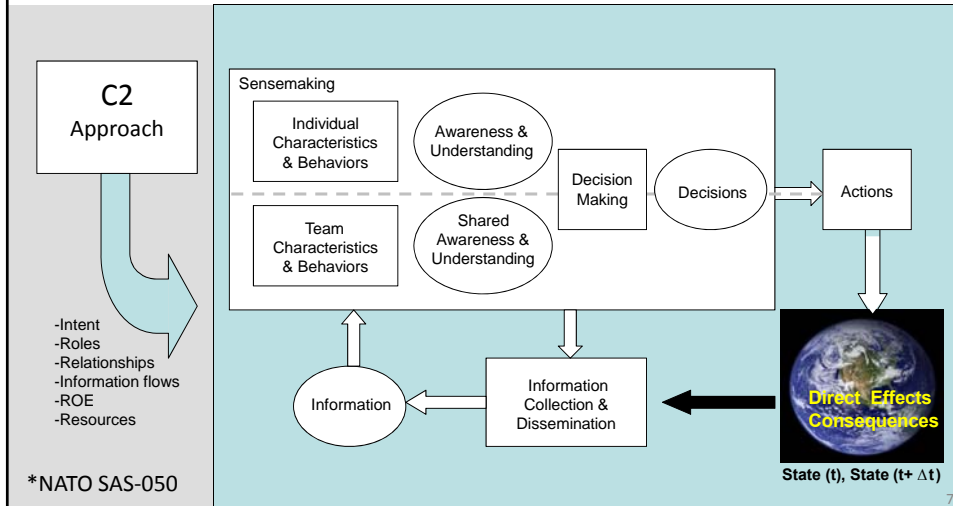 C2
Approach
-Intent
-Roles
-Relationships
-Information flows
-ROE
-Resources
*NATO SAS-050
Sensemaking
Individual
Characteristics
& Behaviors
Awareness &
Understanding
Team
Characteristics
& Behaviors
Shared
Awareness &
Understanding
Decision
Making
Decisions
Actions
Information
Information
Collection &
Dissemination
Direct Effects
Consequences
State (t), State (t+ Δt)
7